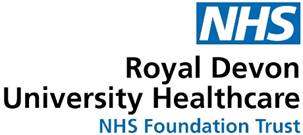 NHS
Royal Devon
University Healthcare
NHS Foundation Trust